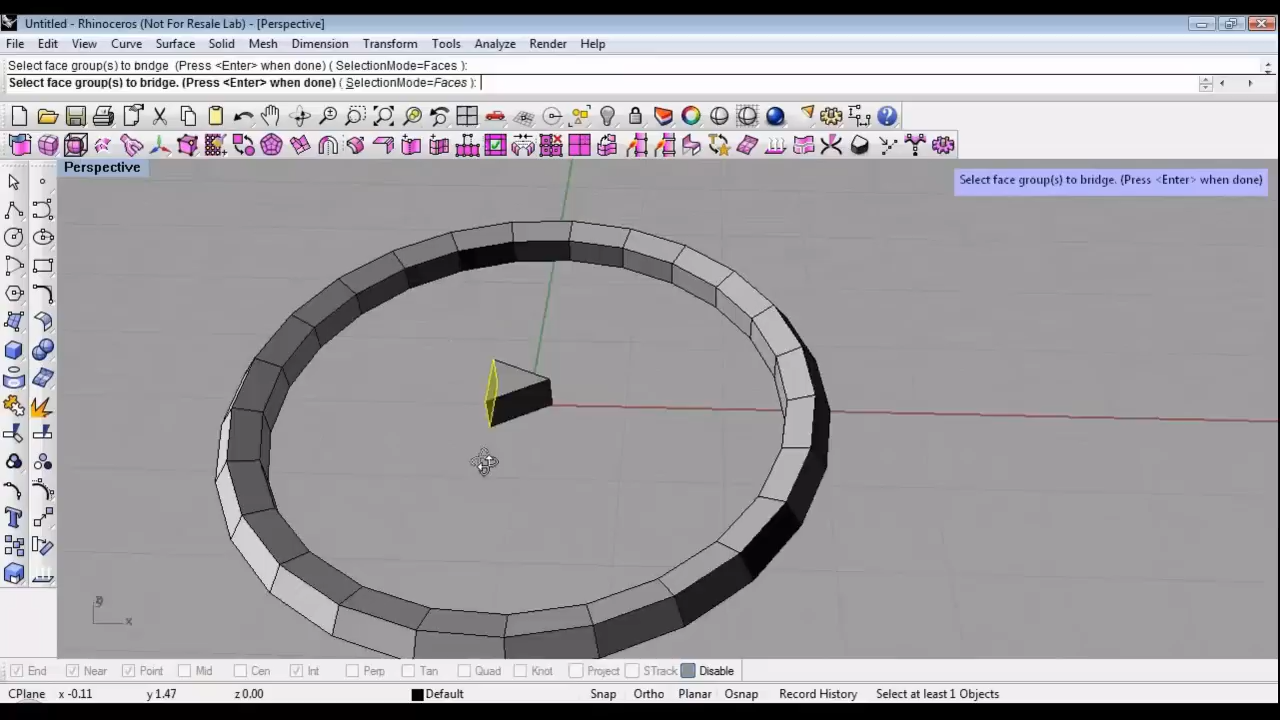 Untitled - Rhinoceros (Not For Resale Lab) - [Perspective]
File Edit View Curve Surface Solid Mesh Dimension Transform Tools Analyze Render Help
Select face group(s) to bridge (Press <Enter> when done) ( SelectionMode=Faces ):
Select face group(s) to bridge. (Press <Enter> when done) ( SelectionMode=Faces ):
Perspective
Select face group(s) to bridge. (Press <Enter> when done)
x
End Near Point Mid Cen Int Perp Tan Quad Knot Project STrack Disable
CPlane x -0.11 y 1.47 z 0.00 Default Snap Ortho Planar Osnap Record History Select at least 1 Objects